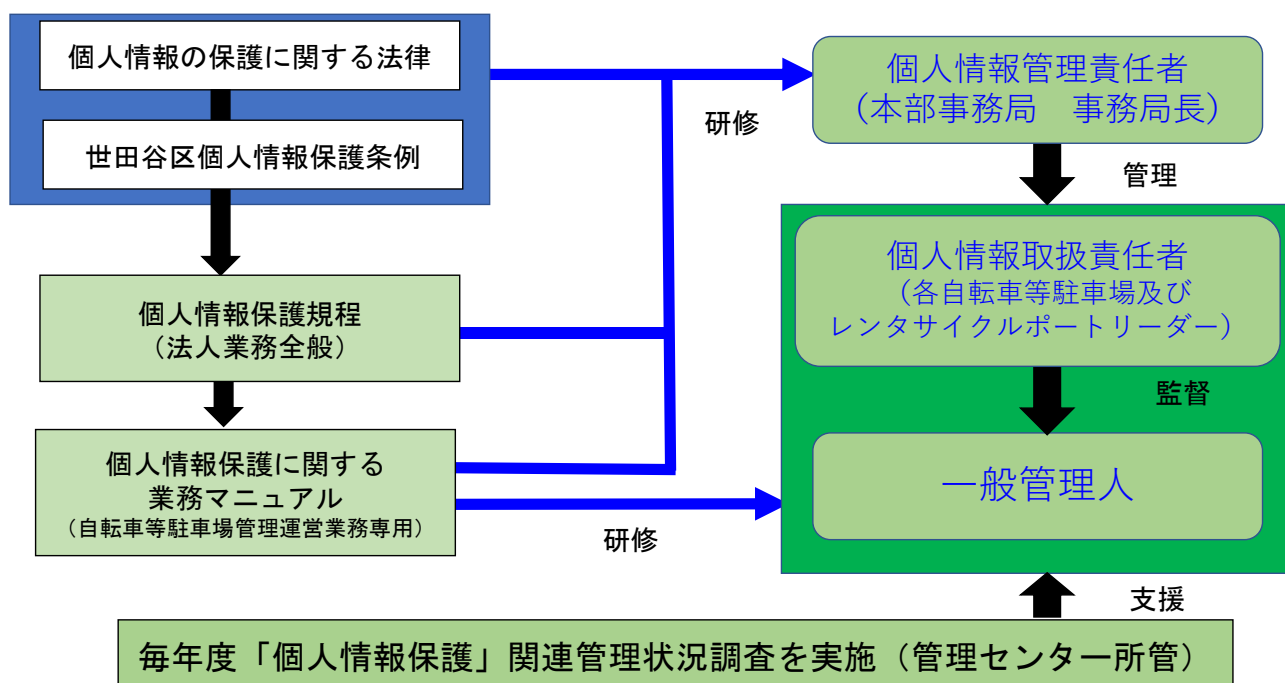 個人情報の保護に関する法律
世田谷区個人情報保護条例
個人情報保護規程
（法人業務全般）
個人情報保護に関する
業務マニュアル
（自転車等駐車場管理運営業務専用）
研修
研修
個人情報管理責任者
（本部事務局　事務局長）
管理
個人情報取扱責任者
（各自転車等駐車場及び
レンタサイクルポートリーダー）
監督
一般管理人
支援
毎年度「個人情報保護」関連管理状況調査を実施（管理センター所管）